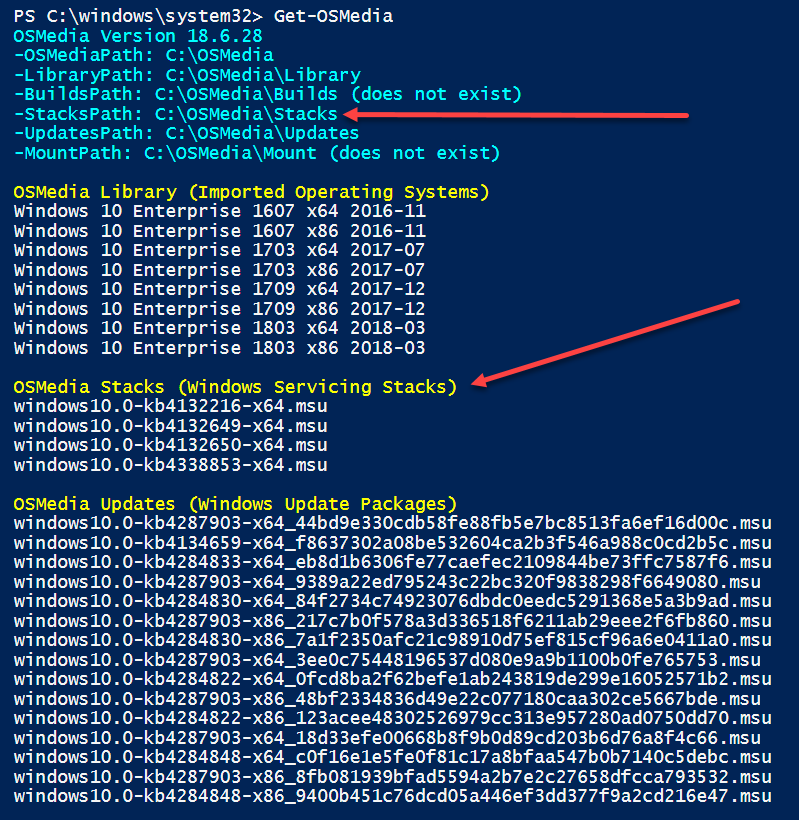 PS C:\windows\system32> Get-OSMedia
OSMedia Version 18.6.28
-OSMediaPath: C:\OSMedia
-LibraryPath: C:\OSMedia\Library
-BuildsPath: C:\OSMedia\Builds (does not exist)
-StacksPath: C:\OSMedia\Stacks
-UpdatesPath: C:\OSMedia\Updates
-MountPath: C:\OSMedia\Mount (does not exist)
OSMedia Library (Imported Operating Systems)
Windows 10 Enterprise 1607 x64 2016-11
Windows 10 Enterprise 1607 x86 2016-11
Windows 10 Enterprise 1703 x64 2017-07
Windows 10 Enterprise 1703 x86 2017-07
Windows 10 Enterprise 1709 x64 2017-12
Windows 10 Enterprise 1709 x86 2017-12
Windows 10 Enterprise 1803 x64 2018-03
Windows 10 Enterprise 1803 x86 2018-03
OSMedia Stacks (Windows Servicing Stacks)
windows10.0-kb4132216-x64.msu
windows10.0-kb4132649-x64.msu
windows10.0-kb4132650-x64.msu
windows10.0-kb4338853-x64.msu
OSMedia Updates (Windows Update Packages)
windows10.0-kb4287903-x64_44bd9e330cdb58fe88fb5e7bc8513fa6ef16d00c.msu
windows10.0-kb4134659-x64_f8637302a08be532604ca2b3f546a988c0cd2b5c.msu
windows10.0-kb4284833-x64_eb8d1b6306fe77caefec2109844be73ffc7587f6.msu
windows10.0-kb4287903-x64_9389a22ed795243c22bc320f9838298f6649080.msu
windows10.0-kb4284830-x64_84f2734c74923076dbdc0eedc5291368e5a3b9ad.msu
windows10.0-kb4287903-x86_217c7b0f578a3d336518f6211ab29eee2f6fb860.msu
windows10.0-kb4284830-x86_7a1f2350afc21c98910d75ef815cf96a6e0411a0.msu
windows10.0-kb4287903-x64_3ee0c75448196537d080e9a9b1100b0fe765753.msu
windows10.0-kb4284822-x64_0fcd8ba2f62befe1ab243819de299e16052571b2.msu
windows10.0-kb4287903-x86_48bf2334836d49e22c077180caa302ce5667bde.msu
windows10.0-kb4284822-x86_123acee48302526979cc313e957280ad0750dd70.msu
windows10.0-kb4287903-x64_18d33efe00668b8f9b0d89cd203b6d76a8f4c66.msu
windows10.0-kb4284848-x64_c0f16e1e5fe0f81c17a8bfaa547b0b7140c5debc.msu
windows10.0-kb4287903-x86_8fb081939bfad5594a2b7e2c27658dfcca793532.msu
windows10.0-kb4284848-x86_9400b451c76dcd05a446ef3dd377f9a2cd216e47.msu